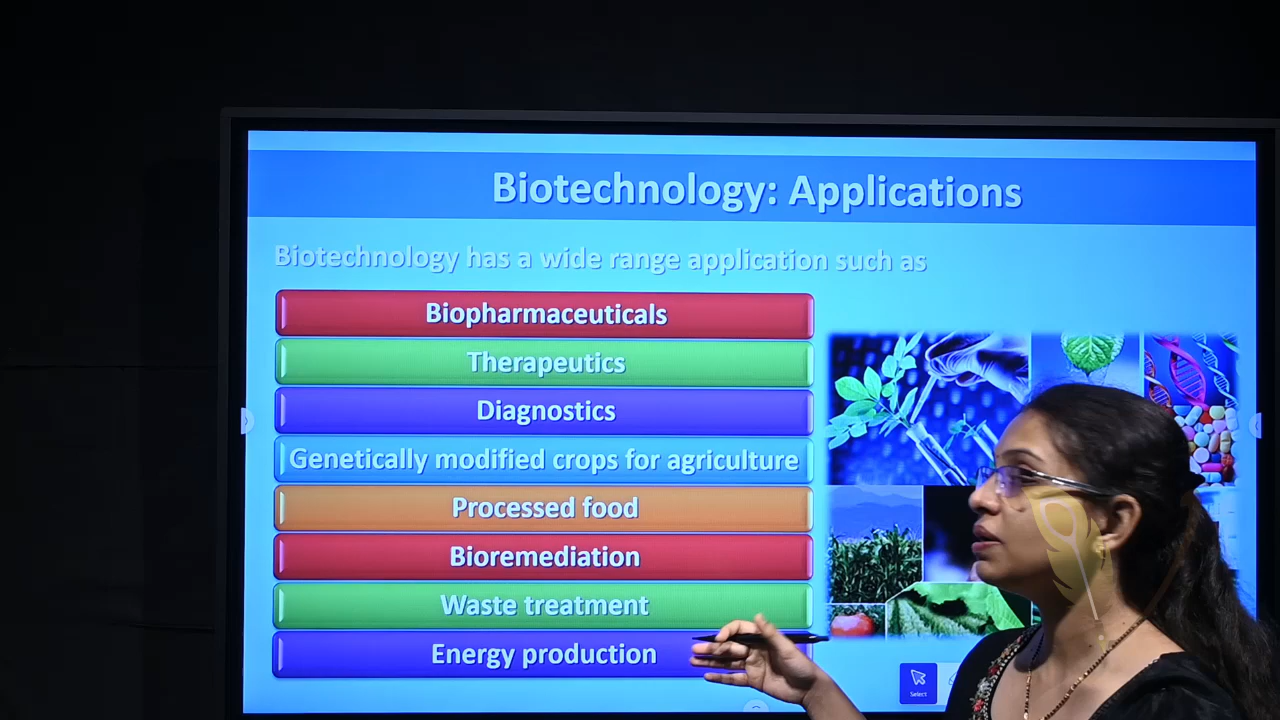 Biotechnology: Applications
Biotechnology has a wide range application such as
Biopharmaceuticals
Therapeutics
Diagnostics
Genetically modified crops for agriculture
Processed food
Bioremediation
Waste treatment
Energy production
Select